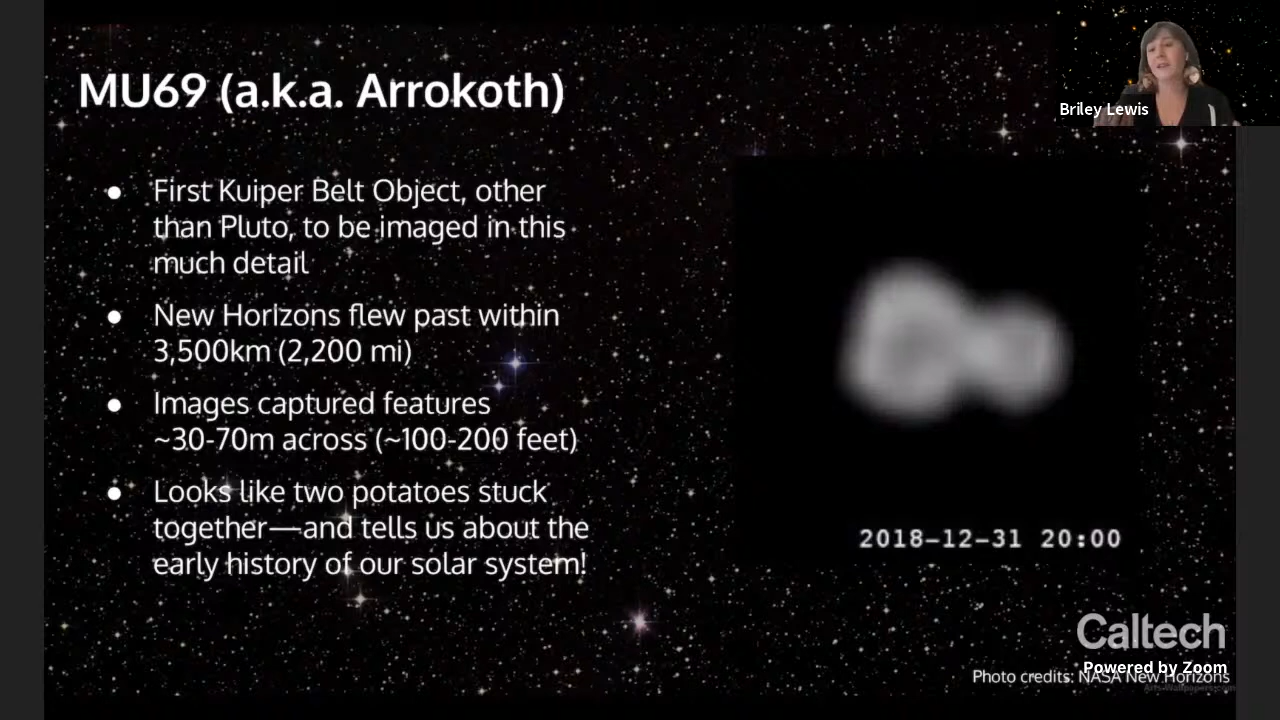 MU69 (a.k.a. Arrokoth)
Briley Lewis
● First Kuiper Belt Object, other
than Pluto, to be imaged in this
much detail
● New Horizons flew past within
3,500km (2,200 mi)
● Images captured features
~30-70m across (~100-200 feet)
● Looks like two potatoes stuck
together—and tells us about the
early history of our solar system!
2018-12-31 20:00
Caltech
Powered by Zoom
Photo credits: NASA New Horizons
Arts-Wallpapers.com